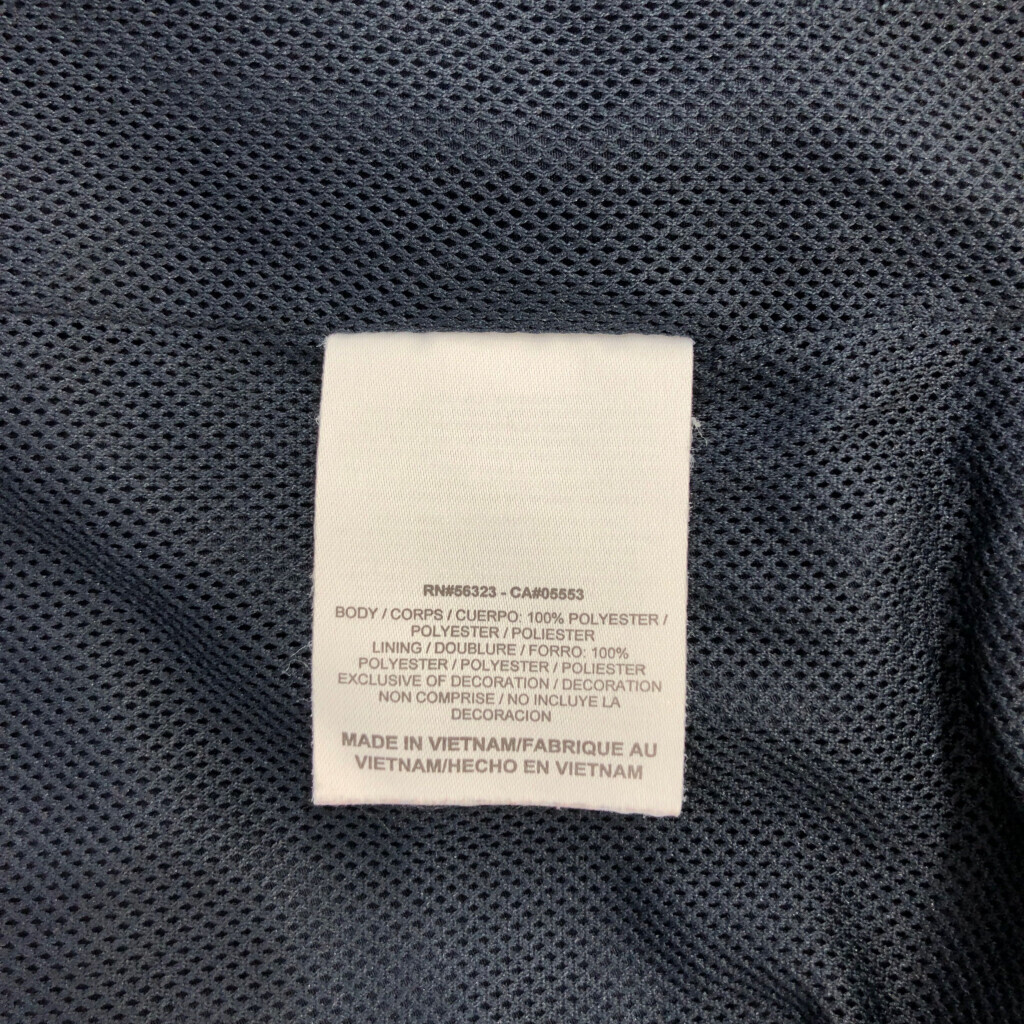 RN#56323 - CA#05553
BODY / CORPS / CUERPO: 100% POLYESTER /
POLYESTER / POLIESTER
LINING / DOUBLURE / FORRO: 100%
POLYESTER / POLYESTER / POLIESTER
EXCLUSIVE OF DECORATION / DECORATION
NON COMPRISE / NO INCLUYE LA
DECORACION
MADE IN VIETNAM/FABRIQUE AU
VIETNAM/HECHO EN VIETNAM